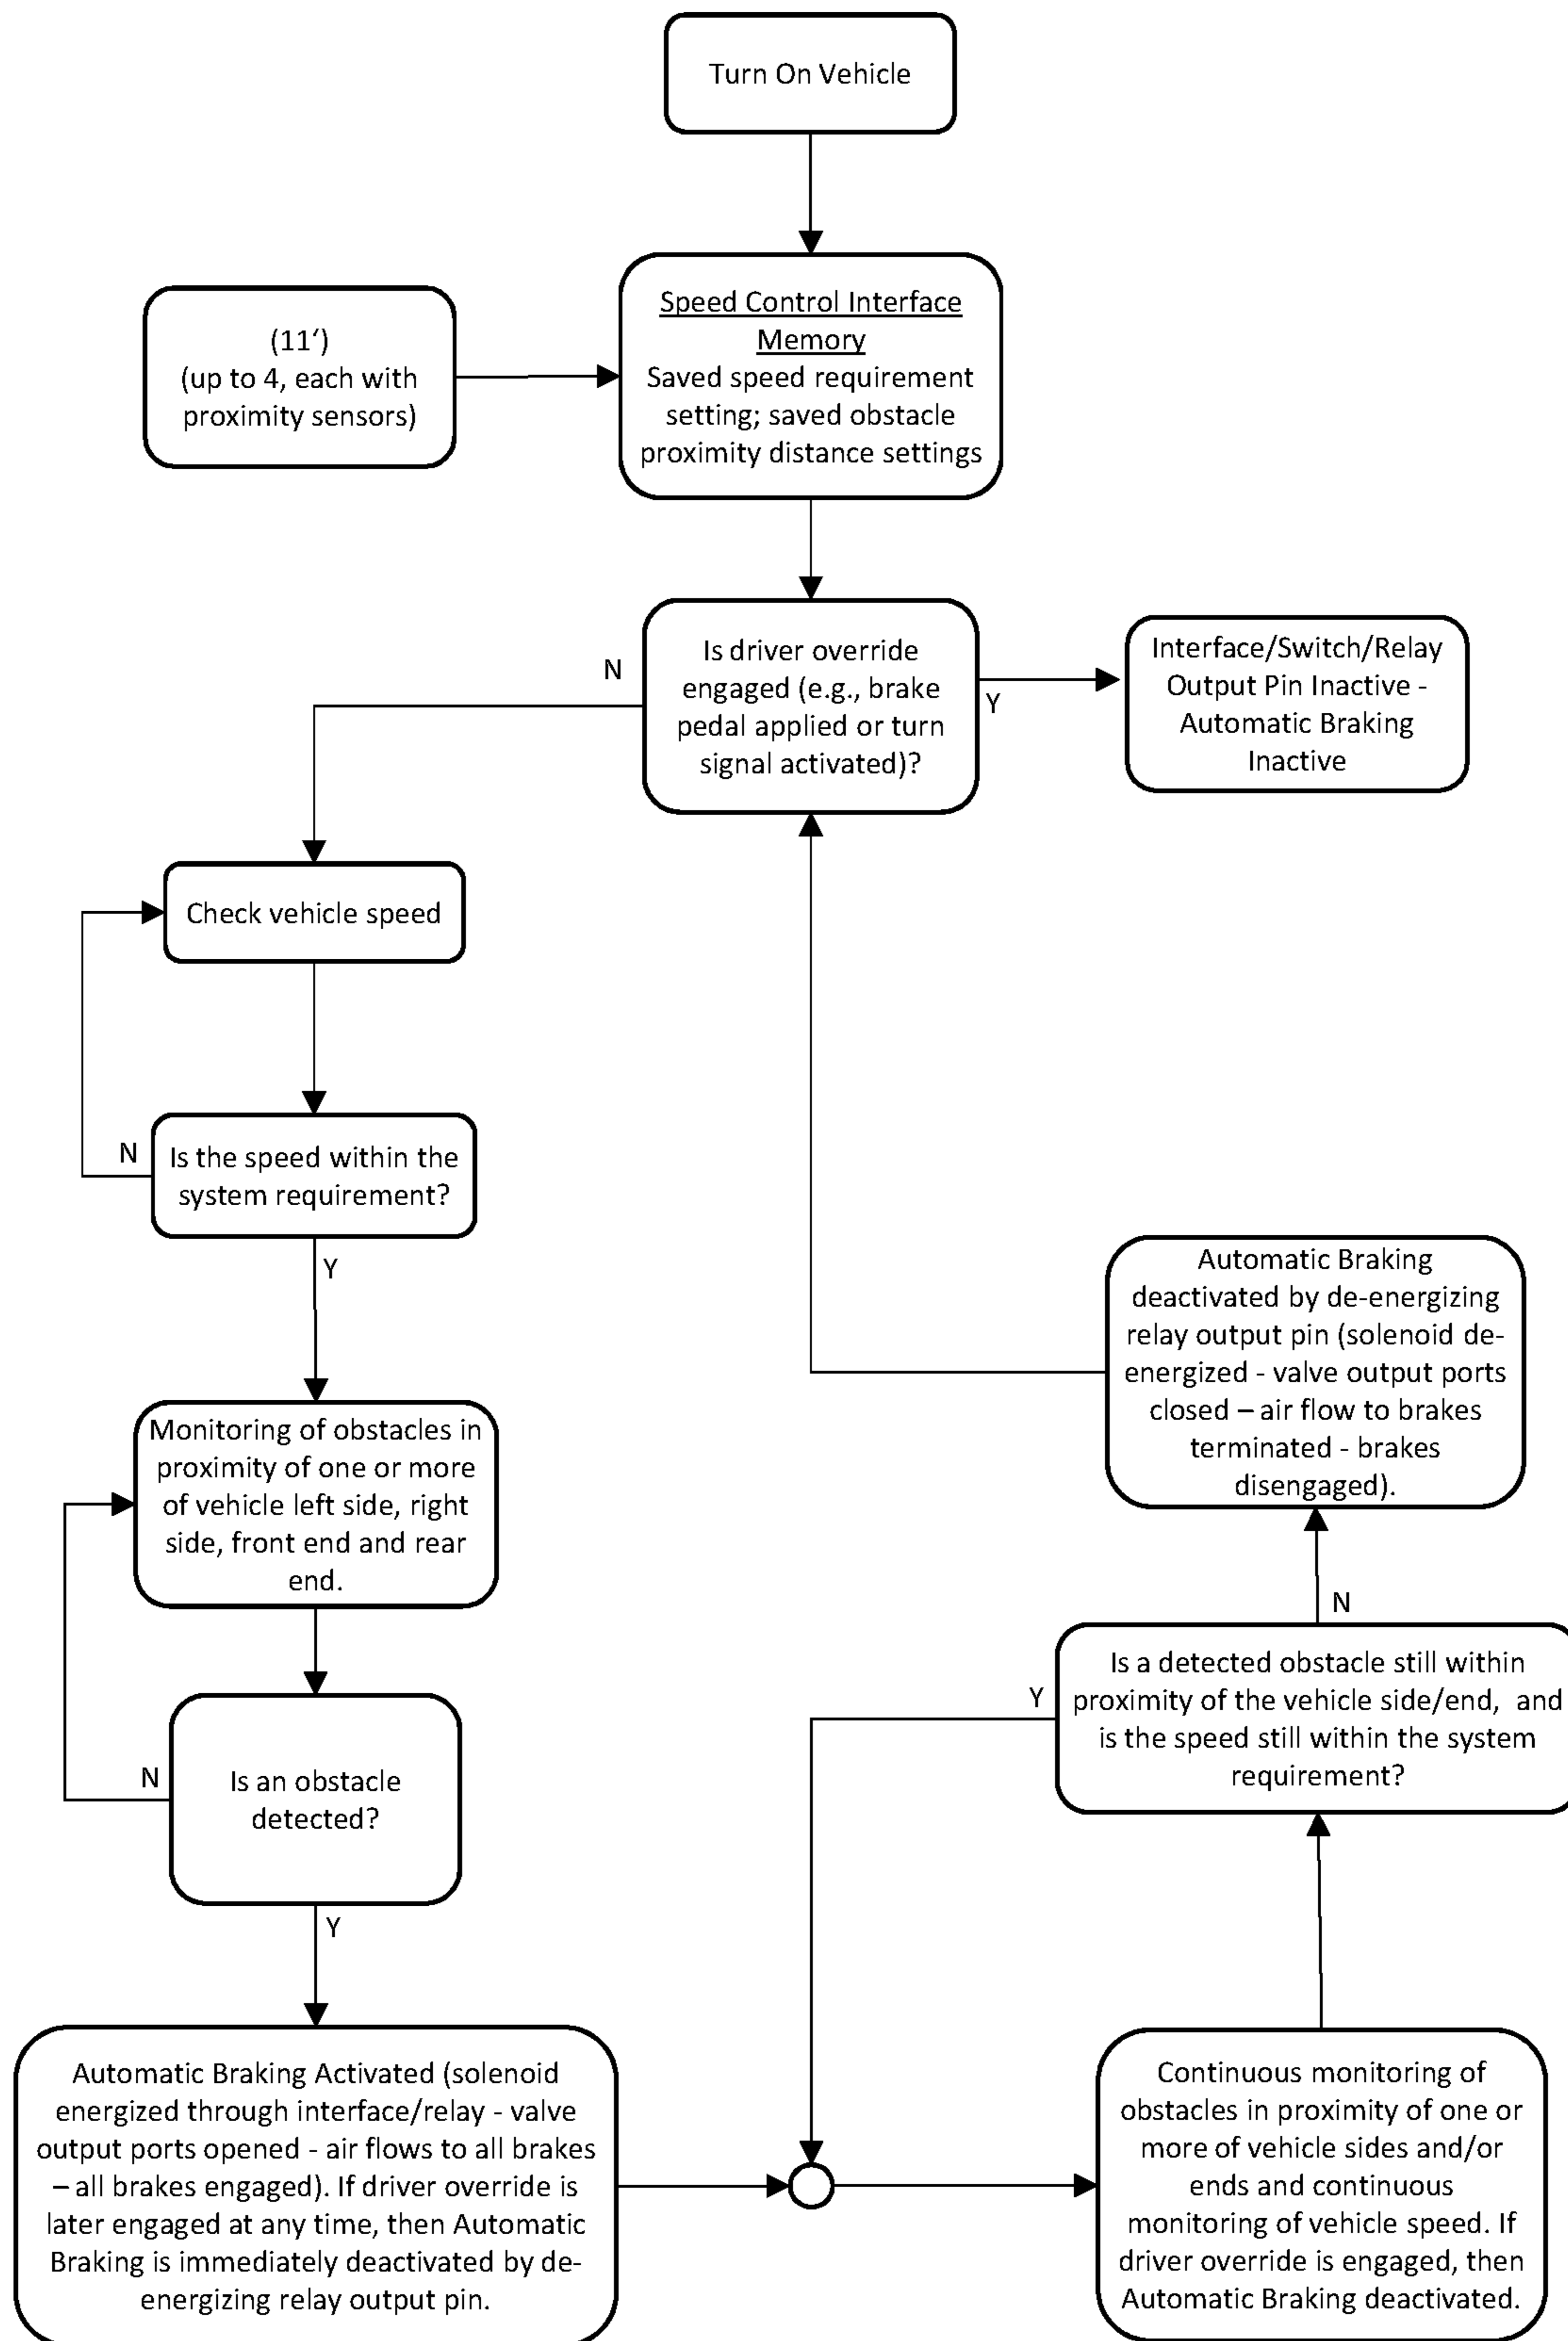 Turn On Vehicle
(11‘)
(up to 4, each with
proximity sensors)
Speed Control Interface
Memory
Saved speed requirement
setting; saved obstacle
proximity distance settings
Is driver override
engaged (e.g., brake
pedal applied or turn
signal activated)?
N
Y
Interface/Switch/Relay
Output Pin Inactive -
Automatic Braking
Inactive
Check vehicle speed
N
Is the speed within the
system requirement?
Y
Monitoring of obstacles in
proximity of one or more
of vehicle left side, right
side, front end and rear
end.
N
Is an obstacle
detected?
Y
Automatic Braking Activated (solenoid
energized through interface/relay - valve
output ports opened - air flows to all brakes
– all brakes engaged). If driver override is
later engaged at any time, then Automatic
Braking is immediately deactivated by de-
energizing relay output pin.
Continuous monitoring of
obstacles in proximity of one or
more of vehicle sides and/or
ends and continuous
monitoring of vehicle speed. If
driver override is engaged, then
Automatic Braking deactivated.
Y
Is a detected obstacle still within
proximity of the vehicle side/end, and
is the speed still within the system
requirement?
N
Automatic Braking
deactivated by de-energizing
relay output pin (solenoid de-
energized - valve output ports
closed – air flow to brakes
terminated - brakes
disengaged).